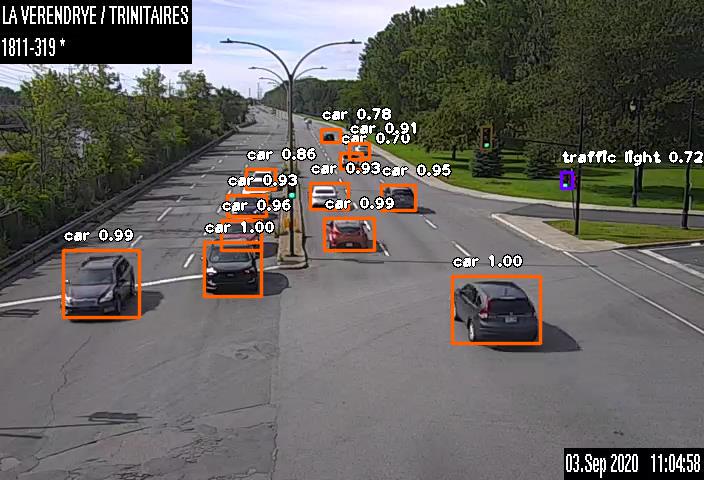 LA VERENDRYE / TRINITAIRES
1811-319 *
car 0.78
car 0.91
car 0.70
car 0.86
car 0.93
car 0.95
traffic light 0.72
car 0.93
car 0.96
car 0.99
car 0.99
car 1.00
car 1.00
03.Sep 2020 11:04:58